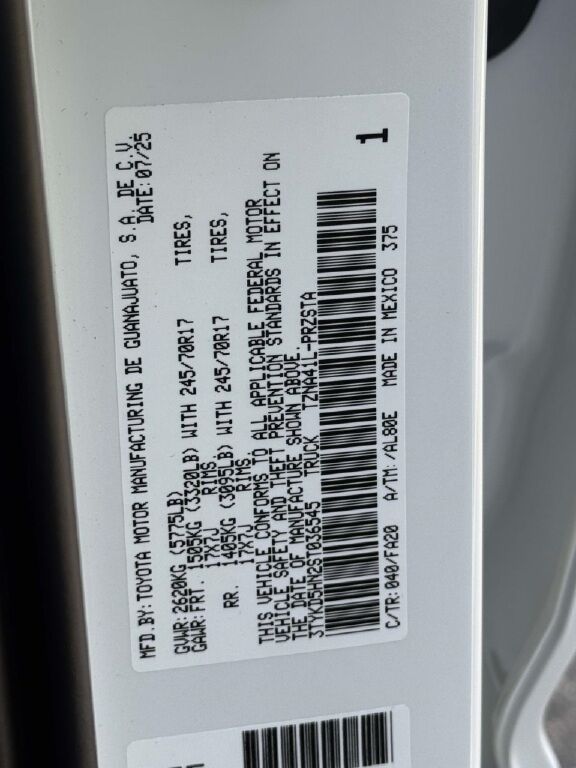 MFD.BY:TOYOTA MOTOR MANUFACTURING DE GUANAJUATO, S.A. DE C.V.
DATE:07/25
GVWR:2620KG (5775LB)
GAWR:FRT. 1505KG (3320LB) WITH 245/70R17 TIRES,
17X7J RIMS
RR. 1405KG (3095LB) WITH 245/70R17 TIRES,
17X7J RIMS
THIS VEHICLE CONFORMS TO ALL APPLICABLE FEDERAL MOTOR
VEHICLE SAFETY AND THEFT PREVENTION STANDARDS IN EFFECT ON
THE DATE OF MANUFACTURE SHOWN ABOVE.
3TYKD5HN2ST036545 TRUCK TZNA41L-PRZSTA
1
C/TR:040/FA20 A/TM:/AL80E MADE IN MEXICO 375